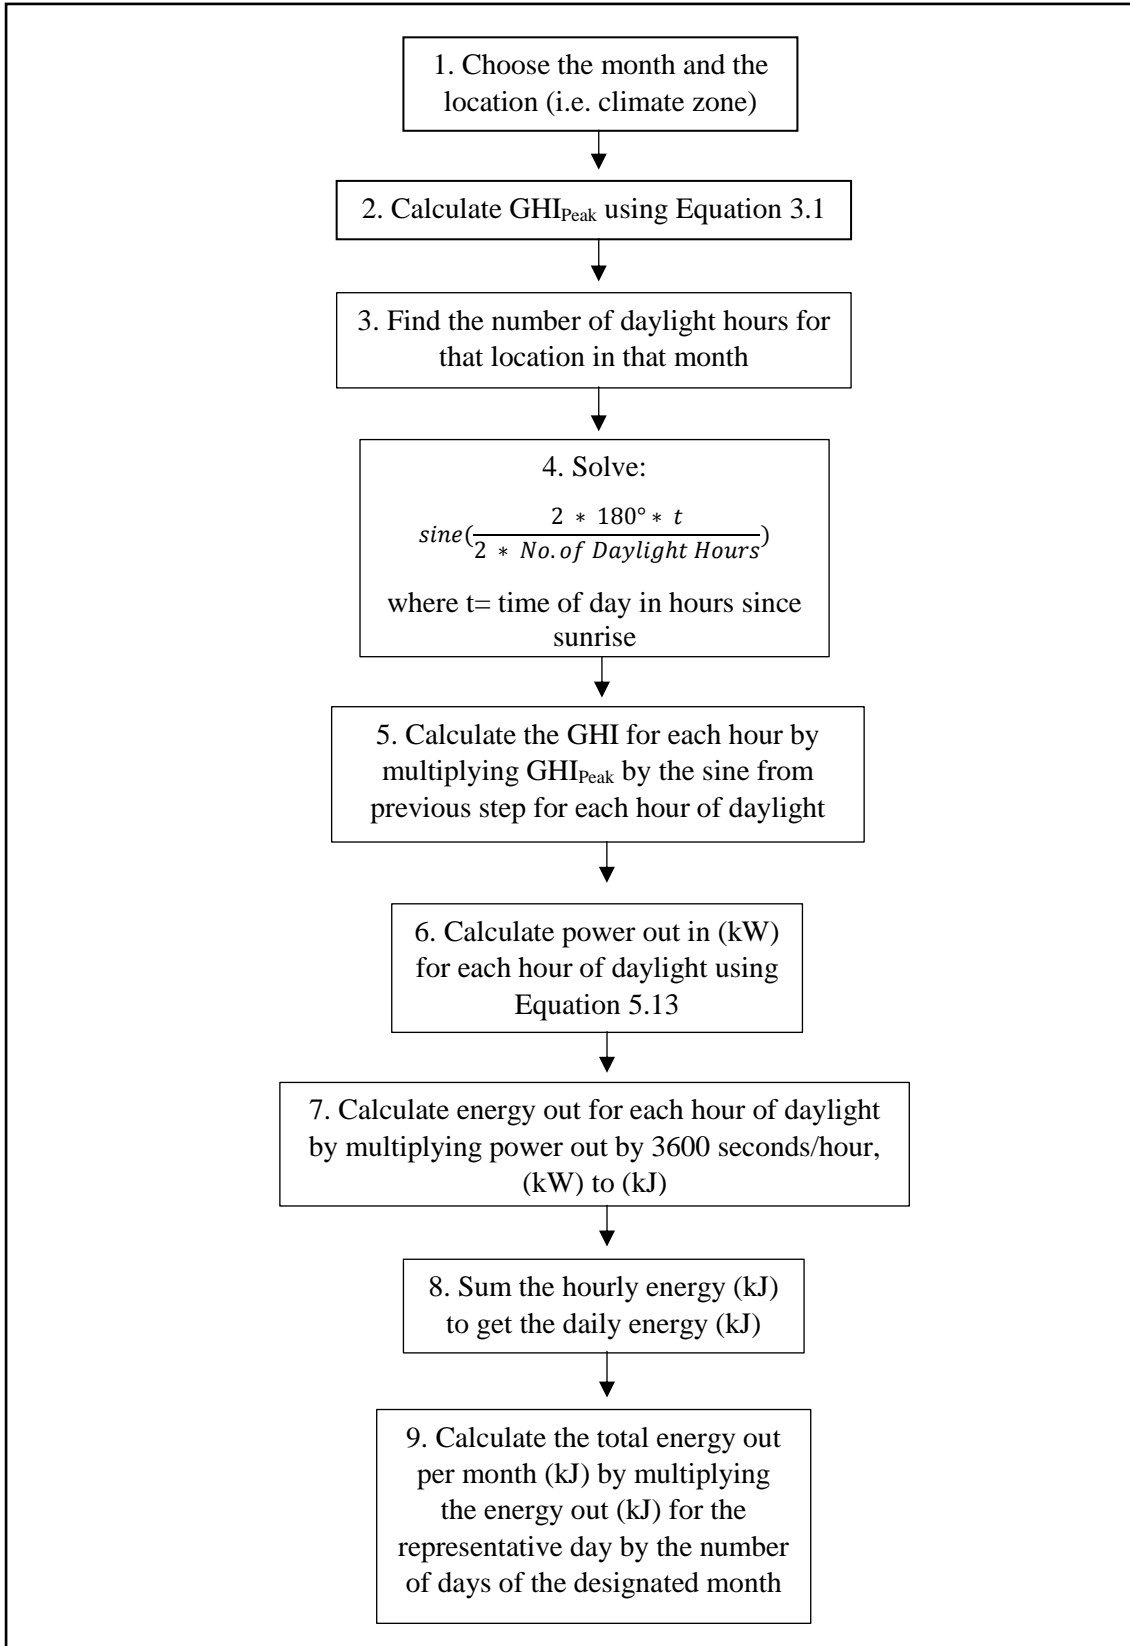 1. Choose the month and the
location (i.e. climate zone)
2. Calculate GHIPeak using Equation 3.1
3. Find the number of daylight hours for
that location in that month
4. Solve:
2 * 180° * t
sine(
2 * No. of Daylight Hours
)
where t= time of day in hours since
sunrise
5. Calculate the GHI for each hour by
multiplying GHIPeak by the sine from
previous step for each hour of daylight
6. Calculate power out in (kW)
for each hour of daylight using
Equation 5.13
7. Calculate energy out for each hour of daylight
by multiplying power out by 3600 seconds/hour,
(kW) to (kJ)
8. Sum the hourly energy (kJ)
to get the daily energy (kJ)
9. Calculate the total energy out
per month (kJ) by multiplying
the energy out (kJ) for the
representative day by the number
of days of the designated month